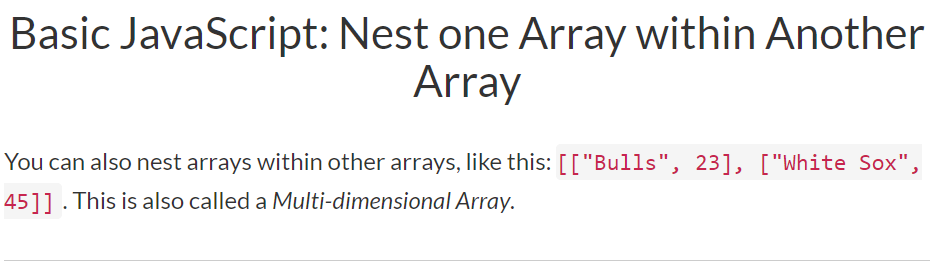 Basic JavaScript: Nest one Array within Another
Array
You can also nest arrays within other arrays, like this: [["Bulls", 23], ["White Sox",
45]] . This is also called a Multi-dimensional Array.